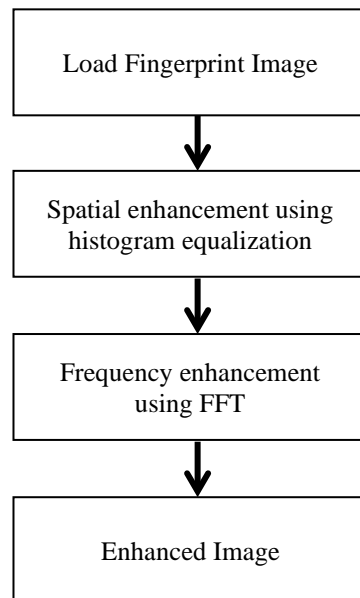 Load Fingerprint Image
Spatial enhancement using
histogram equalization
Frequency enhancement
using FFT
Enhanced Image